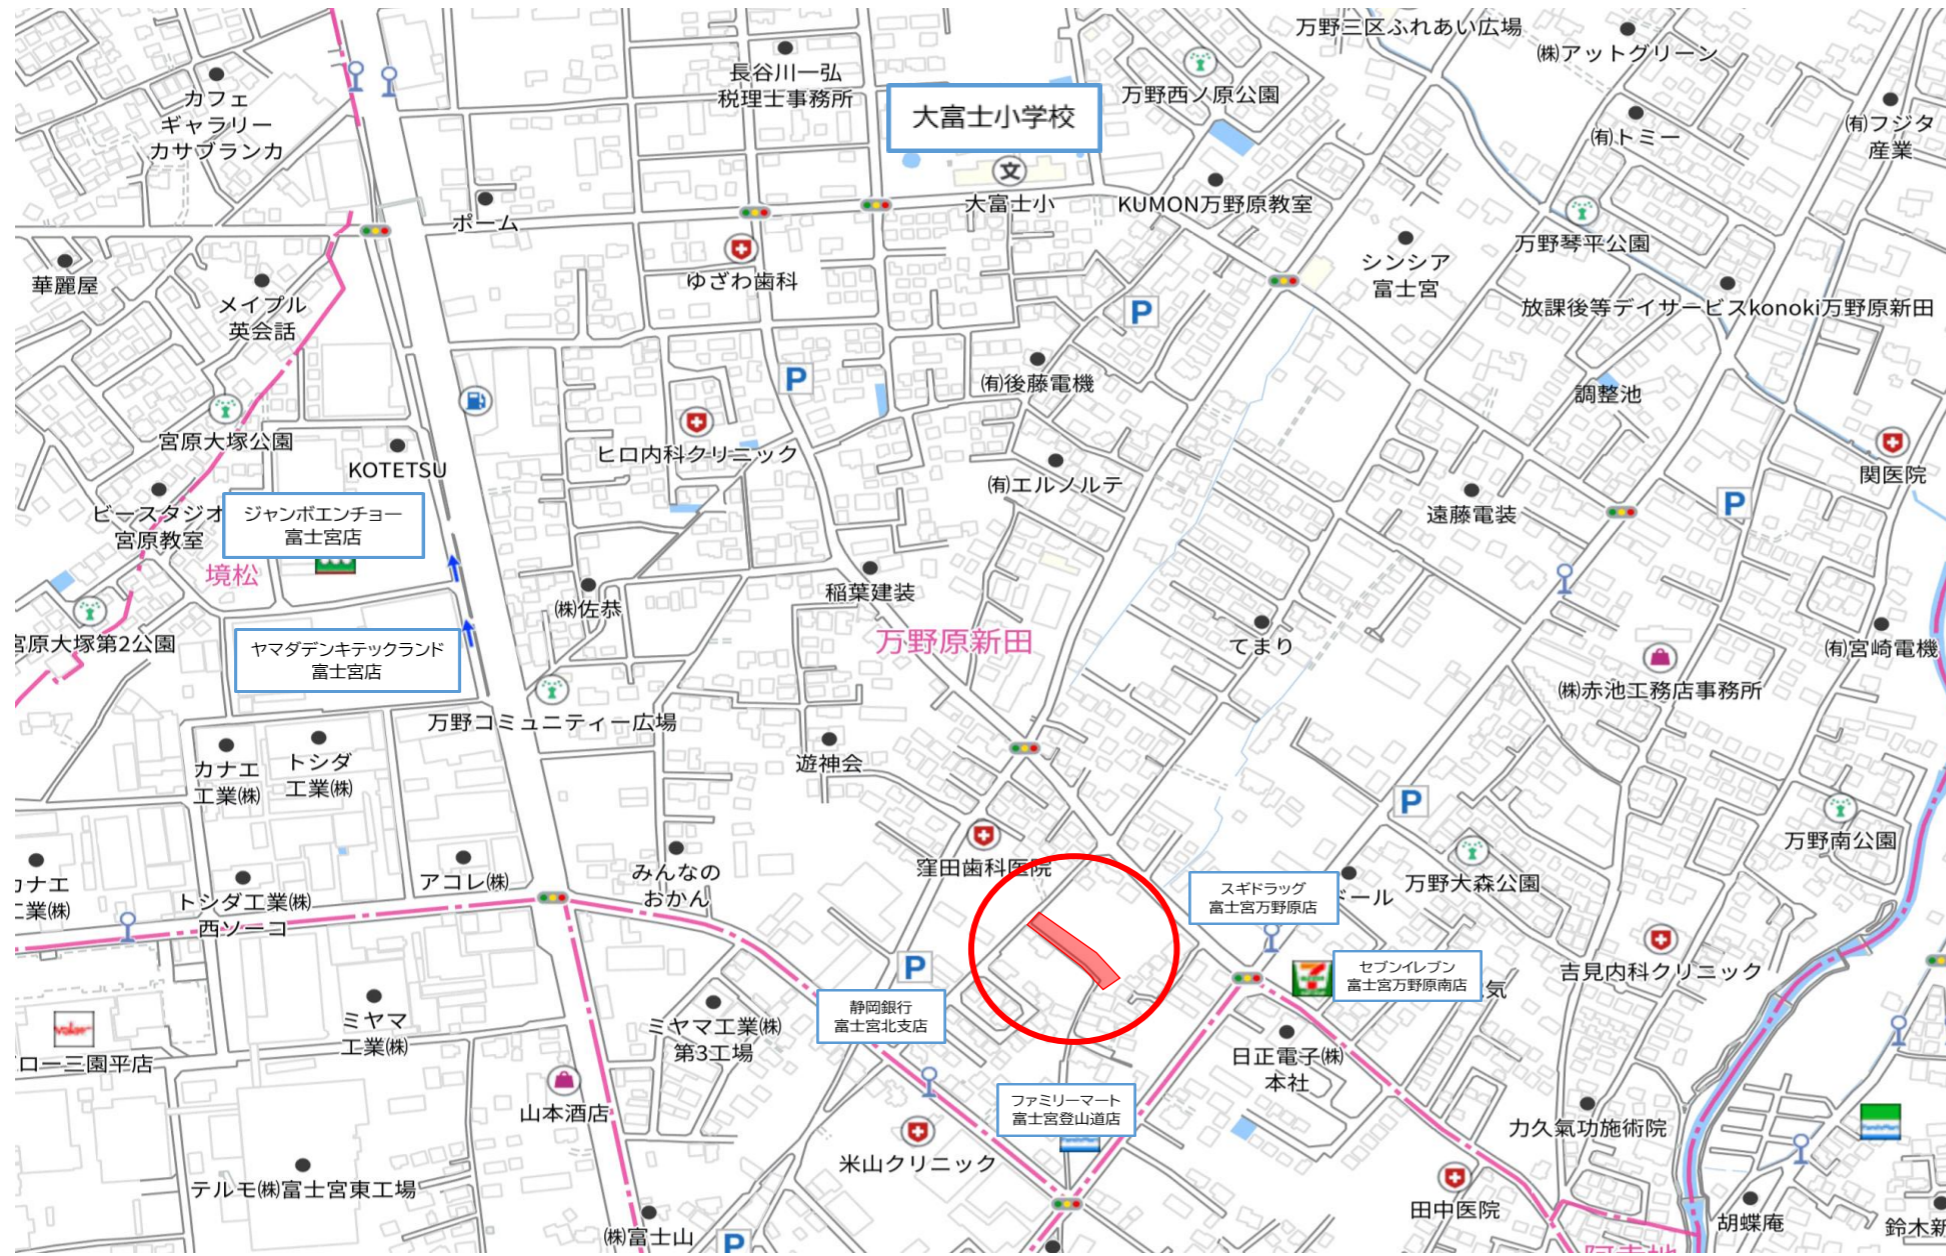 万野三区ふれあい広場
㈱アットグリーン
長谷川一弘
税理士事務所
カフェ
ギャラリー
カサブランカ
大富士小学校
万野西ノ原公園
㈲トミー
㈲フジタ
産業
文
大富士小
KUMON万野原教室
ポーム
万野琴平公園
シンシア
富士宮
華麗屋
ゆざわ歯科
メイプル
英会話
P
放課後等デイサービスkonoki万野原新田
P
㈲後藤電機
調整池
宮原大塚公園
KOTETSU
ヒロ内科クリニック
関医院
㈲エルノルテ
P
ビースタジオ
宮原教室
ジャンボエンチョー
富士宮店
遠藤電装
境松
㈱佐恭
稲葉建装
万野原新田
てまり
宮原大塚第2公園
ヤマダデンキテックランド
富士宮店
㈲宮崎電機
㈱赤池工務店事務所
万野コミュニティー広場
カナエ
工業㈱
トシダ
工業㈱
遊神会
P
万野南公園
窪田歯科医院
みんなの
おかん
アコレ㈱
カナエ
工業㈱
トシダ工業㈱
西ソーコ
スギドラッグ
富士宮万野原店
ドール
万野大森公園
P
セブンイレブン
富士宮万野原南店
気
吉見内科クリニック
静岡銀行
富士宮北支店
ミヤマ
工業㈱
ミヤマ工業㈱
第3工場
ロー三園平店
日正電子㈱
本社
山本酒店
ファミリーマート
富士宮登山道店
力久氣功施術院
米山クリニック
テルモ㈱富士宮東工場
田中医院
胡蝶庵
鈴木新
㈱富士山
P